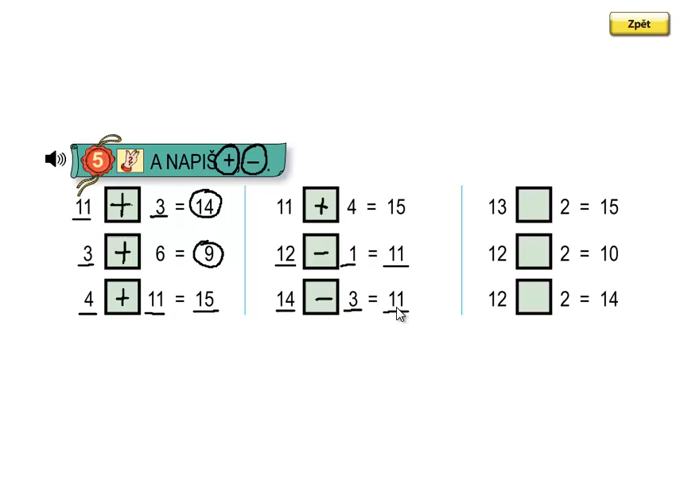 Zpět
5 A NAPIŠ + − .
11 + 3 = 14
3 + 6 = 9
4 + 11 = 15
11 + 4 = 15
12 − 1 = 11
14 − 3 = 11
13 2 = 15
12 2 = 10
12 2 = 14